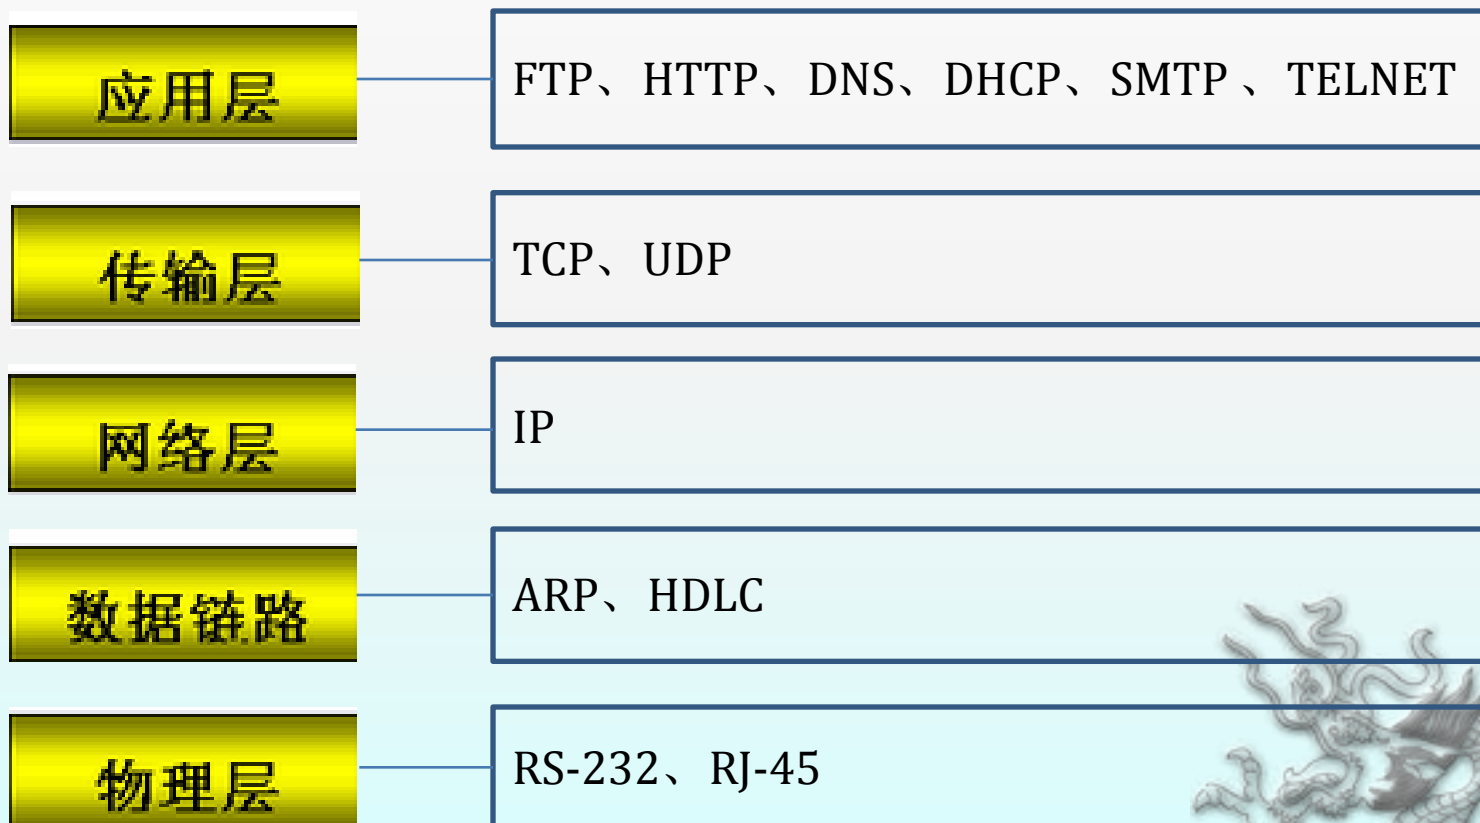 应用层
FTP、HTTP、DNS、DHCP、SMTP 、TELNET
传输层
TCP、UDP
网络层
IP
数据链路
ARP、HDLC
物理层
RS-232、RJ-45